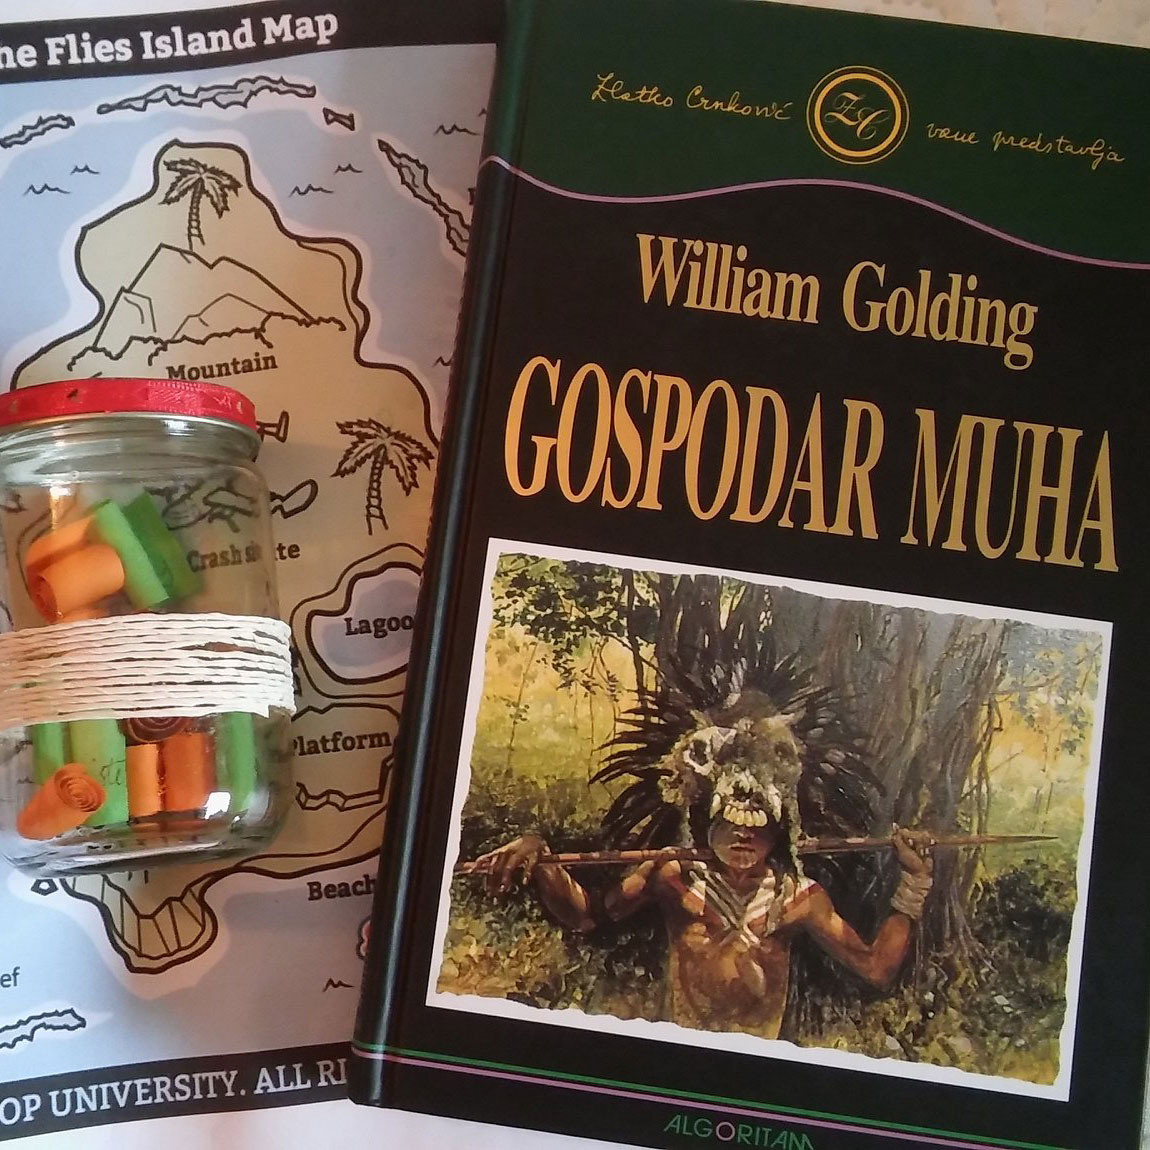 he Flies Island Map
Mountain
Crash site
Lagoo
Platform
Beach
ef
OP UNIVERSITY. ALL RI
Zlatko Crnković
ZC
vam predstavlja
William Golding
GOSPODAR MUHA
ALGORITAM